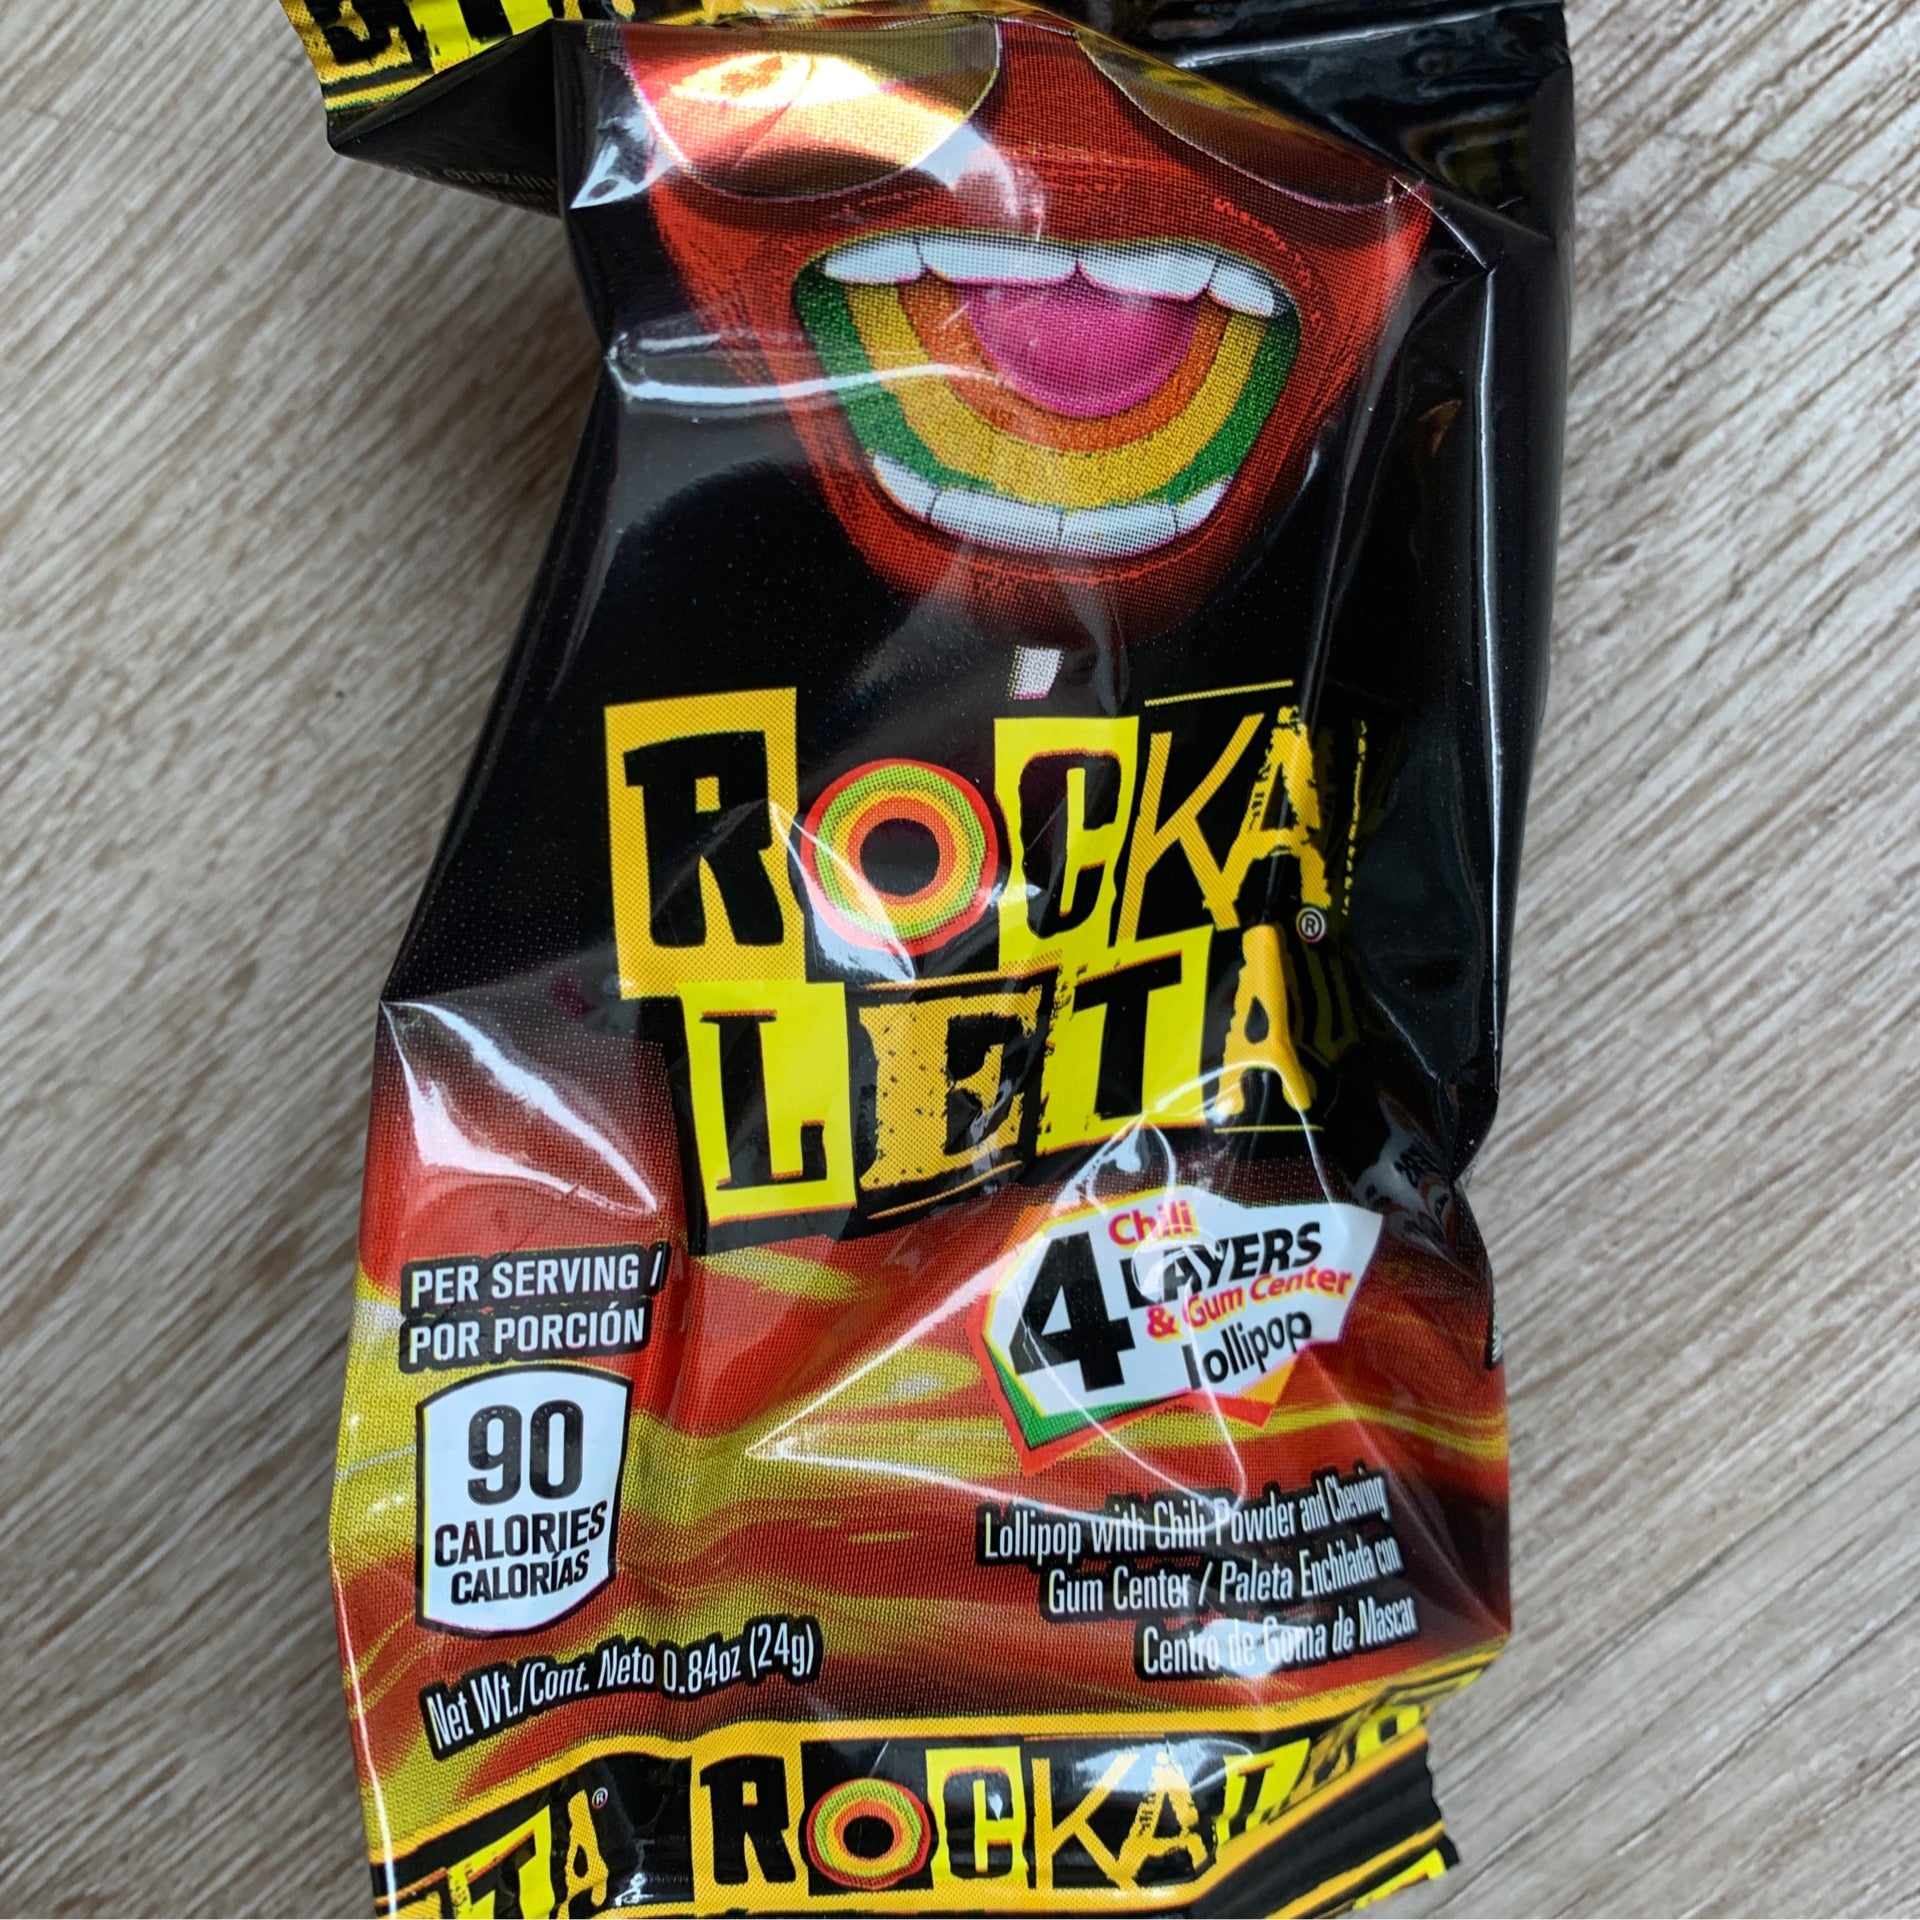 ROCKA
LETA®
4 Chili
LAYERS
& Gum Center
lollipop
PER SERVING /
POR PORCIÓN
90
CALORIES
CALORÍAS
Lollipop with Chili Powder and Chewing
Gum Center / Paleta Enchilada con
Centro de Goma de Mascar
Net Wt./Cont. Neto 0.84oz (24g)
ETA® ROCKALETA